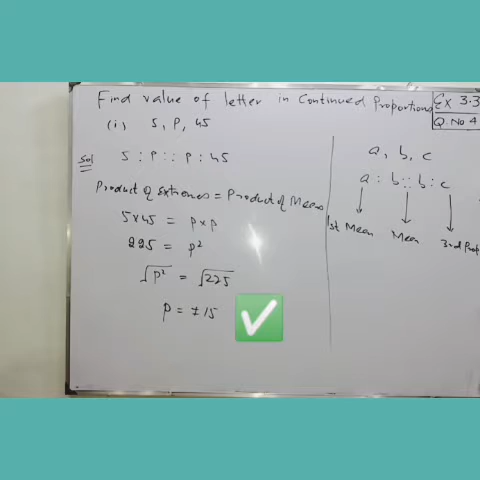 Find value of letter in Continued Proportions
Ex 3.3
Q. No 4
(i) 5, P, 45
Sol
5 : P :: P : 45
Product of Extremes = Product of Means
5×45 = P×P
225 = P²
√P² = √225
P = ±15
a, b, c
a : b :: b : c
1st Mean
Mean
3rd Prop